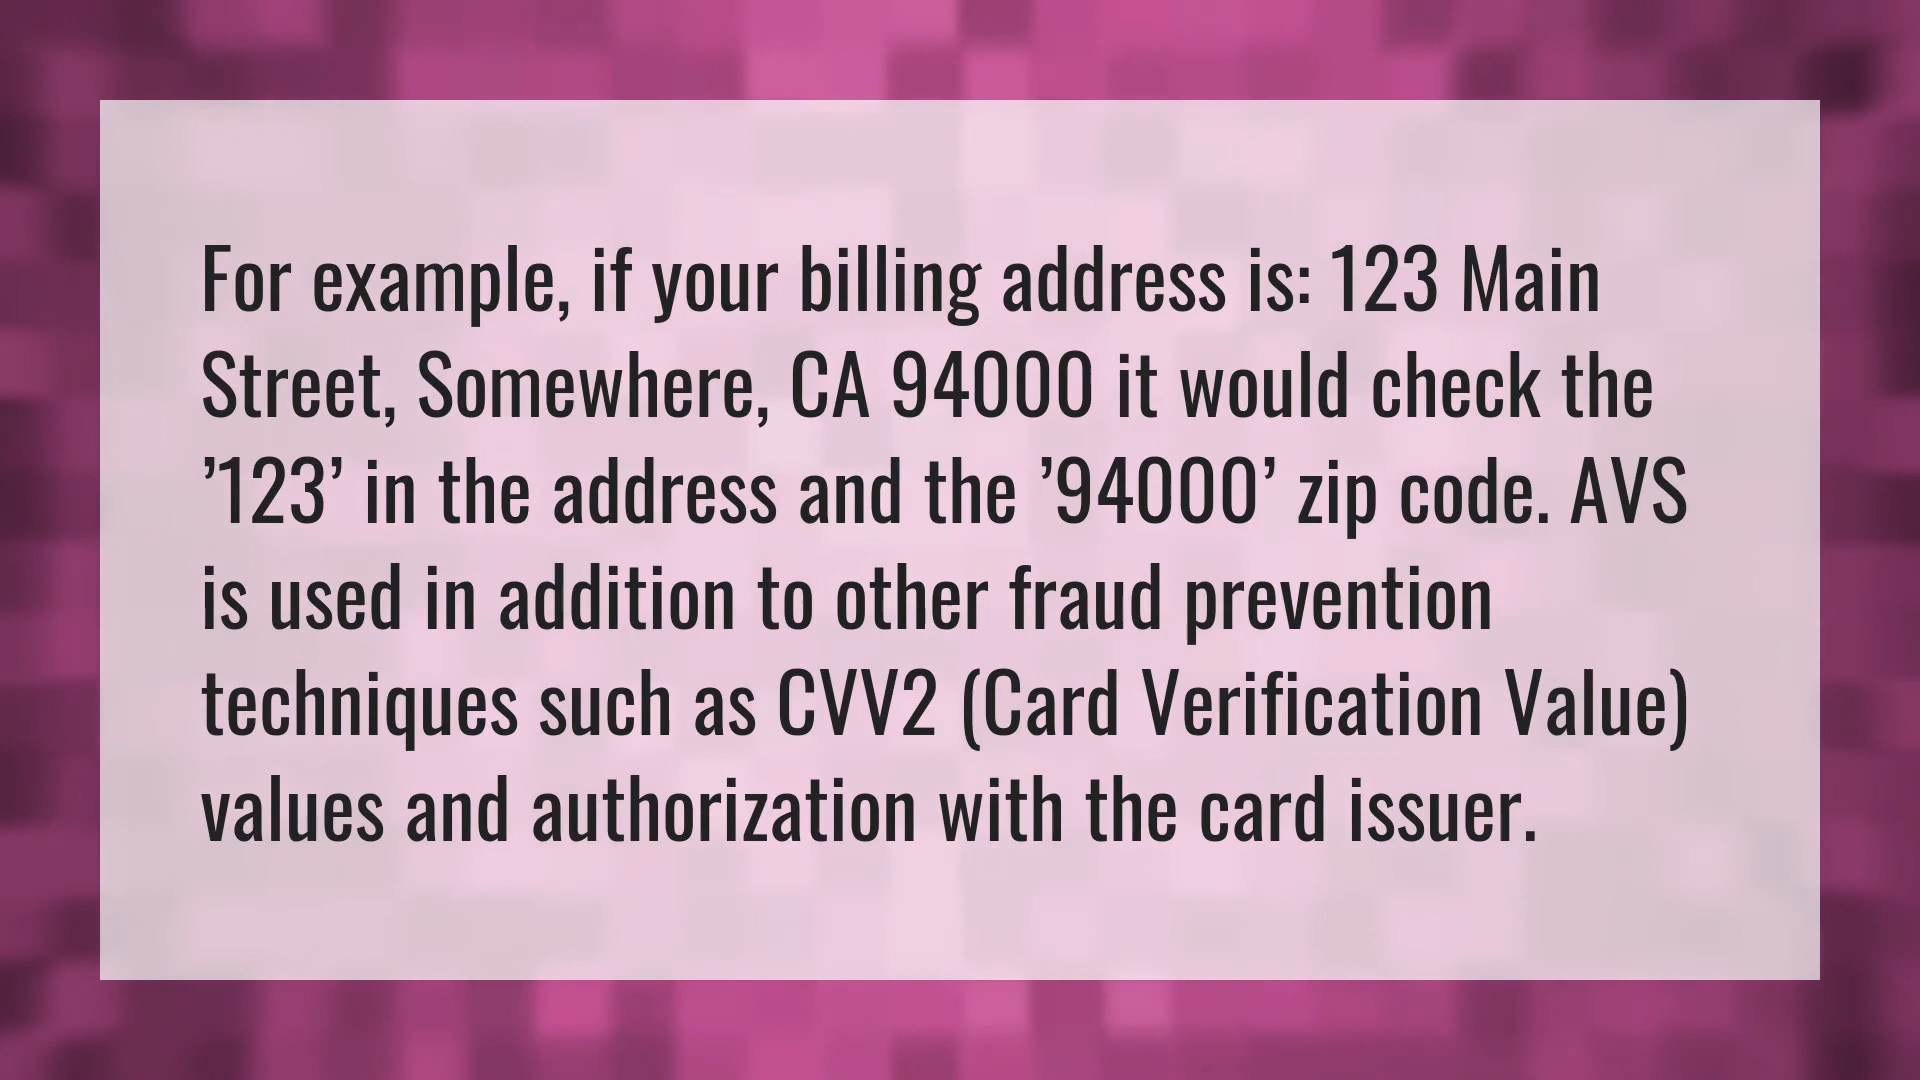 For example, if your billing address is: 123 Main
Street, Somewhere, CA 94000 it would check the
’123’ in the address and the ’94000’ zip code. AVS
is used in addition to other fraud prevention
techniques such as CVV2 (Card Verification Value)
values and authorization with the card issuer.